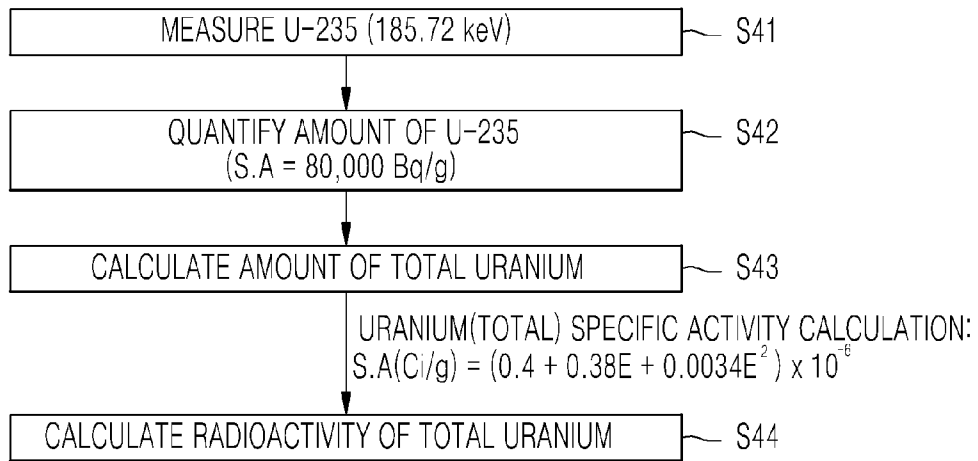 MEASURE U-235 (185.72 keV)
S41
QUANTIFY AMOUNT OF U-235
(S.A = 80,000 Bq/g)
S42
CALCULATE AMOUNT OF TOTAL URANIUM
S43
URANIUM(TOTAL) SPECIFIC ACTIVITY CALCULATION:
S.A(Ci/g) = (0.4 + 0.38E + 0.0034E²) x 10⁻⁶
CALCULATE RADIOACTIVITY OF TOTAL URANIUM
S44